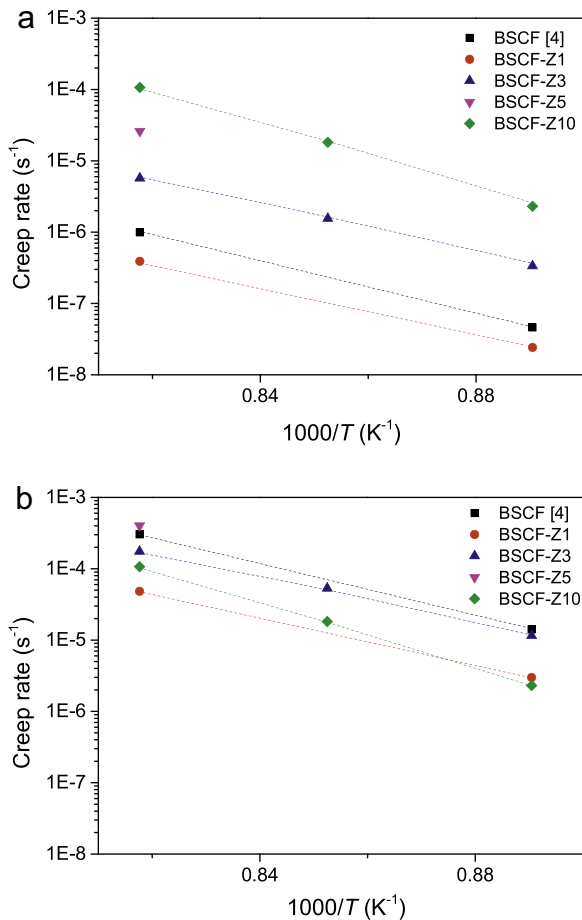 a
1E-3
1E-4
1E-5
1E-6
1E-7
1E-8
Creep rate (s⁻¹)
BSCF [4]
BSCF-Z1
BSCF-Z3
BSCF-Z5
BSCF-Z10
0.84
0.88
1000/T (K⁻¹)
b
1E-3
1E-4
1E-5
1E-6
1E-7
1E-8
Creep rate (s⁻¹)
BSCF [4]
BSCF-Z1
BSCF-Z3
BSCF-Z5
BSCF-Z10
0.84
0.88
1000/T (K⁻¹)